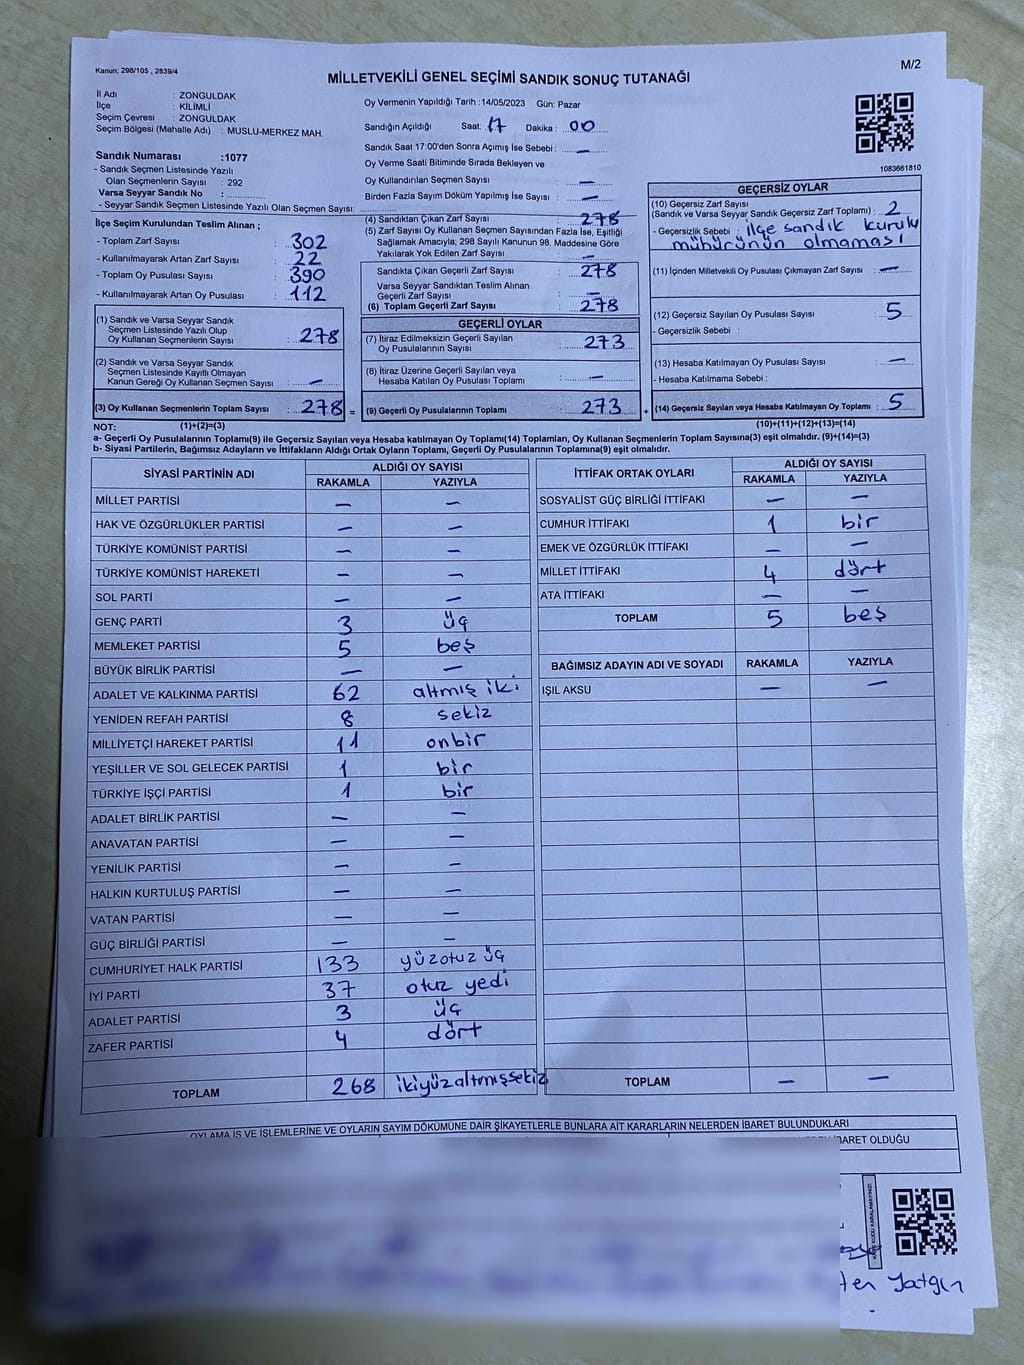 Kanun; 298/105 , 2839/4
M/2
MİLLETVEKİLİ GENEL SEÇİMİ SANDIK SONUÇ TUTANAĞI
İl Adı : ZONGULDAK
İlçe : KİLİMLİ
Seçim Çevresi : ZONGULDAK
Seçim Bölgesi (Mahalle Adı) : MUSLU-MERKEZ MAH.
Sandık Numarası :1077
- Sandık Seçmen Listesinde Yazılı
Olan Seçmenlerin Sayısı : 292
Varsa Seyyar Sandık No :
- Seyyar Sandık Seçmen Listesinde Yazılı Olan Seçmen Sayısı:
Oy Vermenin Yapıldığı Tarih :14/05/2023 Gün: Pazar
Sandığın Açıldığı Saat: 17 Dakika : 00
Sandık Saat 17:00'den Sonra Açımış İse Sebebi : —
Oy Verme Saati Bitiminde Sırada Bekleyen ve
Oy Kullandırılan Seçmen Sayısı : —
Birden Fazla Sayım Döküm Yapılmış İse Sayısı : —
1083661810
İlçe Seçim Kurulundan Teslim Alınan ;
- Toplam Zarf Sayısı : 302
- Kullanılmayarak Artan Zarf Sayısı : 22
- Toplam Oy Pusulası Sayısı : 390
- Kullanılmayarak Artan Oy Pusulası : 112
(4) Sandıktan Çıkan Zarf Sayısı : 278
(5) Zarf Sayısı Oy Kullanan Seçmen Sayısından Fazla İse, Eşitliği
Sağlamak Amacıyla; 298 Sayılı Kanunun 98. Maddesine Göre
Yakılarak Yok Edilen Zarf Sayısı : —
Sandıkta Çıkan Geçerli Zarf Sayısı : 278
Varsa Seyyar Sandıktan Teslim Alınan
Geçerli Zarf Sayısı : —
(6) Toplam Geçerli Zarf Sayısı : 278
GEÇERSİZ OYLAR
(10) Geçersiz Zarf Sayısı
(Sandık ve Varsa Seyyar Sandık Geçersiz Zarf Toplamı) : 2
- Geçersizlik Sebebi : ilçe sandık kurulu
mühürünün olmaması
(11) İçinden Milletvekili Oy Pusulası Çıkmayan Zarf Sayısı : —
(12) Geçersiz Sayılan Oy Pusulası Sayısı : 5
- Geçersizlik Sebebi :
(13) Hesaba Katılmayan Oy Pusulası Sayısı : —
- Hesaba Katılmama Sebebi :
(14) Geçersiz Sayılan veya Hesaba Katılmayan Oy Toplamı : 5
(1) Sandık ve Varsa Seyyar Sandık
Seçmen Listesinde Yazılı Olup
Oy Kullanan Seçmenlerin Sayısı : 278
(2) Sandık ve Varsa Seyyar Sandık
Seçmen Listesinde Kayıtlı Olmayan
Kanun Gereği Oy Kullanan Seçmen Sayısı : —
(3) Oy Kullanan Seçmenlerin Toplam Sayısı : 278 =
GEÇERLİ OYLAR
(7) İtiraz Edilmeksizin Geçerli Sayılan
Oy Pusulalarının Sayısı : 273
(8) İtiraz Üzerine Geçerli Sayılan veya
Hesaba Katılan Oy Pusulası Toplamı : —
(9) Geçerli Oy Pusulalarının Toplamı : 273 +
NOT: (1)+(2)=(3) (10)+(11)+(12)+(13)=(14)
a- Geçerli Oy Pusulalarının Toplamı(9) ile Geçersiz Sayılan veya Hesaba katılmayan Oy Toplamı(14) Toplamları, Oy Kullanan Seçmenlerin Toplam Sayısına(3) eşit olmalıdır. (9)+(14)=(3)
b- Siyasi Partilerin, Bağımsız Adayların ve İttifakların Aldığı Ortak Oyların Toplamı, Geçerli Oy Pusulalarının Toplamına(9) eşit olmalıdır.
SİYASİ PARTİNİN ADI ALDIĞI OY SAYISI
RAKAMLA YAZIYLA
MİLLET PARTİSİ — —
HAK VE ÖZGÜRLÜKLER PARTİSİ — —
TÜRKİYE KOMÜNİST PARTİSİ — —
TÜRKİYE KOMÜNİST HAREKETİ — —
SOL PARTİ — —
GENÇ PARTİ 3 üç
MEMLEKET PARTİSİ 5 beş
BÜYÜK BİRLİK PARTİSİ — —
ADALET VE KALKINMA PARTİSİ 62 altmış iki
YENİDEN REFAH PARTİSİ 8 sekiz
MİLLİYETÇİ HAREKET PARTİSİ 11 onbir
YEŞİLLER VE SOL GELECEK PARTİSİ 1 bir
TÜRKİYE İŞÇİ PARTİSİ 1 bir
ADALET BİRLİK PARTİSİ — —
ANAVATAN PARTİSİ — —
YENİLİK PARTİSİ — —
HALKIN KURTULUŞ PARTİSİ — —
VATAN PARTİSİ — —
GÜÇ BİRLİĞİ PARTİSİ — —
CUMHURİYET HALK PARTİSİ 133 yüzotuz üç
İYİ PARTİ 37 otuz yedi
ADALET PARTİSİ 3 üç
ZAFER PARTİSİ 4 dört
TOPLAM 268 ikiyüzaltmışsekiz
İTTİFAK ORTAK OYLARI ALDIĞI OY SAYISI
RAKAMLA YAZIYLA
SOSYALİST GÜÇ BİRLİĞİ İTTİFAKI — —
CUMHUR İTTİFAKI 1 bir
EMEK VE ÖZGÜRLÜK İTTİFAKI — —
MİLLET İTTİFAKI 4 dört
ATA İTTİFAKI — —
TOPLAM 5 beş
BAĞIMSIZ ADAYIN ADI VE SOYADI RAKAMLA YAZIYLA
IŞIL AKSU — —
TOPLAM — —
OYLAMA İŞ VE İŞLEMLERİNE VE OYLARIN SAYIM DÖKÜMÜNE DAİR ŞİKAYETLERLE BUNLARA AİT KARARLARIN NELERDEN İBARET BULUNDUKLARI
İBARET OLDUĞU
Yatgın